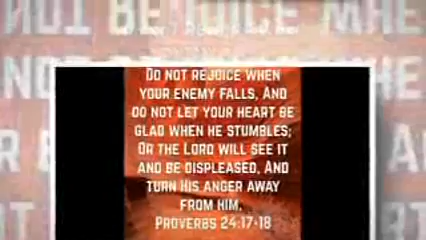 DO NOT REJOICE WHEN
YOUR ENEMY FALLS, AND
DO NOT LET YOUR HEART BE
GLAD WHEN HE STUMBLES;
OR THE LORD WILL SEE IT
AND BE DISPLEASED, AND
TURN HIS ANGER AWAY
FROM HIM.
PROVERBS 24:17-18